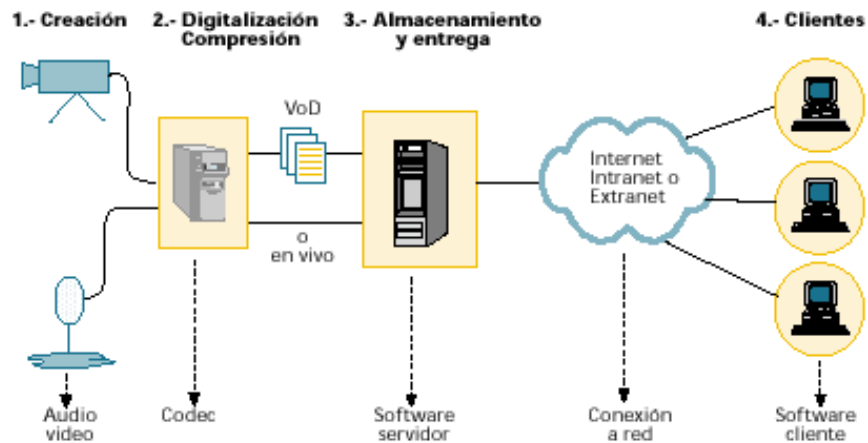 1.- Creación
2.- Digitalización
Compresión
3.- Almacenamiento
y entrega
4.- Clientes
VoD
o
en vivo
Internet
Intranet o
Extranet
Audio
video
Codec
Software
servidor
Conexión
a red
Software
cliente